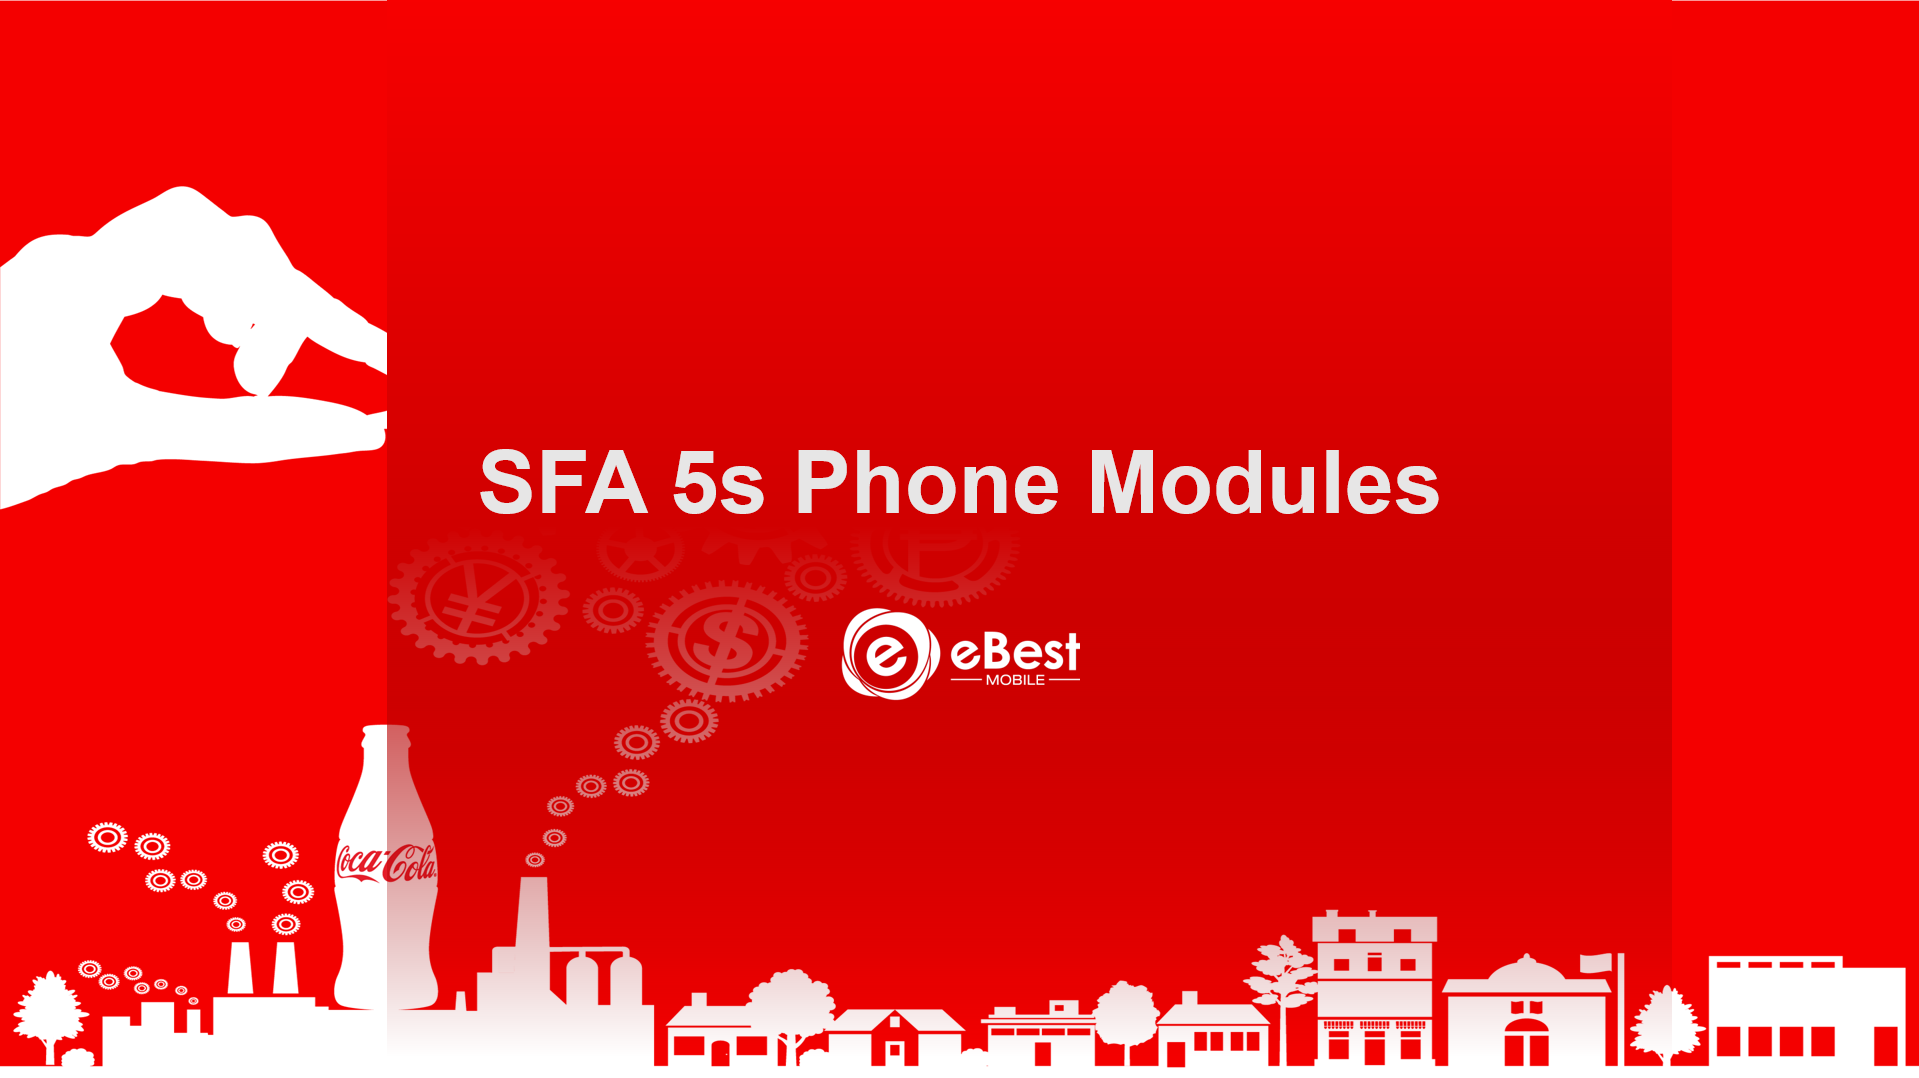 SFA 5s Phone Modules
¥
$
e eBest
MOBILE
Coca-Cola